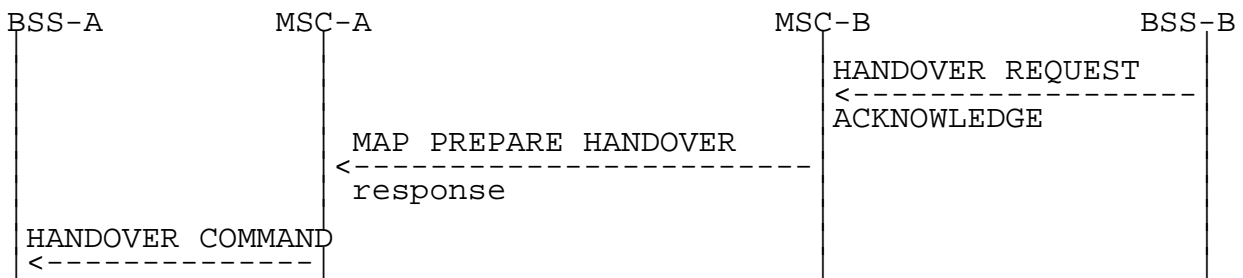 BSS-A MSC-A MSC-B BSS-B
HANDOVER REQUEST
ACKNOWLEDGE
MAP PREPARE HANDOVER
response
HANDOVER COMMAND